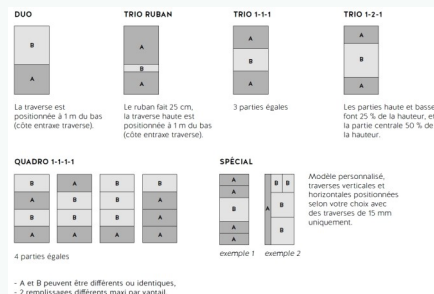 DUO
B
A
La traverse est
positionnée à 1 m du bas
(côte entraxe traverse).
TRIO RUBAN
A
B
A
Le ruban fait 25 cm,
la traverse haute est
positionnée à 1 m du bas
(côte entraxe traverse).
TRIO 1-1-1
A
B
A
3 parties égales
TRIO 1-2-1
A
B
A
Les parties haute et basse
font 25 % de la hauteur, et
la partie centrale 50 % de
la hauteur.
QUADRO 1-1-1-1
B A B B
B B B A
A B B B
A A A A
4 parties égales
SPÉCIAL
A
B
A
A
exemple 1
A B B
B
B
exemple 2
Modèle personnalisé,
traverses verticales et
horizontales positionnées
selon votre choix avec
des traverses de 15 mm
uniquement.
- A et B peuvent être différents ou identiques,
- 2 remplissages différents maxi par vantail.